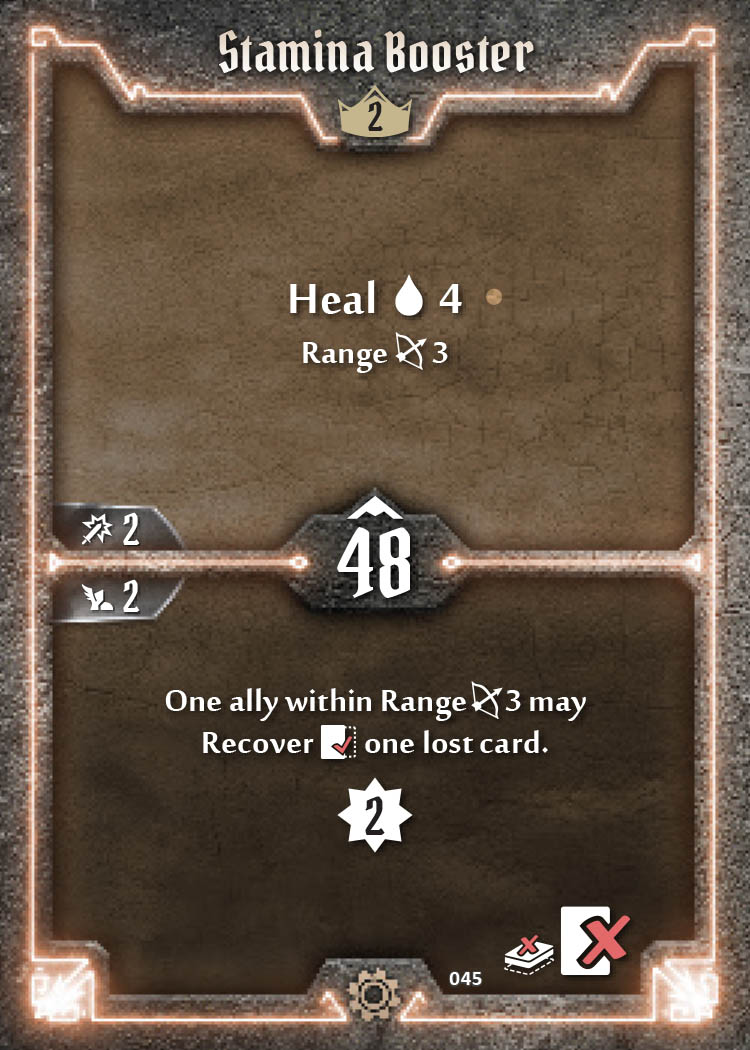 Stamina Booster
2
Heal 4
Range 3
2
48
2
One ally within Range 3 may
Recover one lost card.
2
045